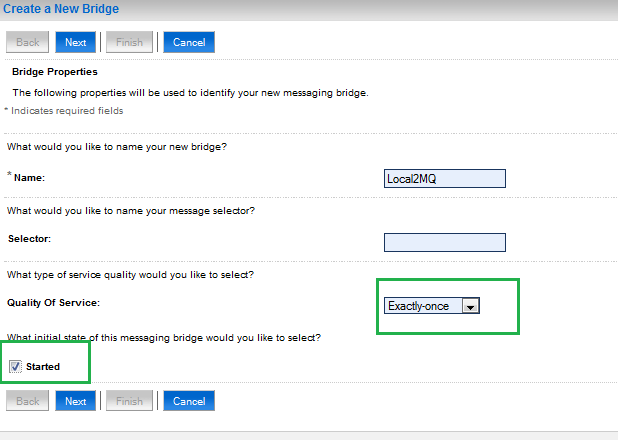 Create a New Bridge
Back Next Finish Cancel
Bridge Properties
The following properties will be used to identify your new messaging bridge.
* Indicates required fields
What would you like to name your new bridge?
* Name: Local2MQ
What would you like to name your message selector?
Selector:
What type of service quality would you like to select?
Quality Of Service: Exactly-once
What initial state of this messaging bridge would you like to select?
Started
Back Next Finish Cancel